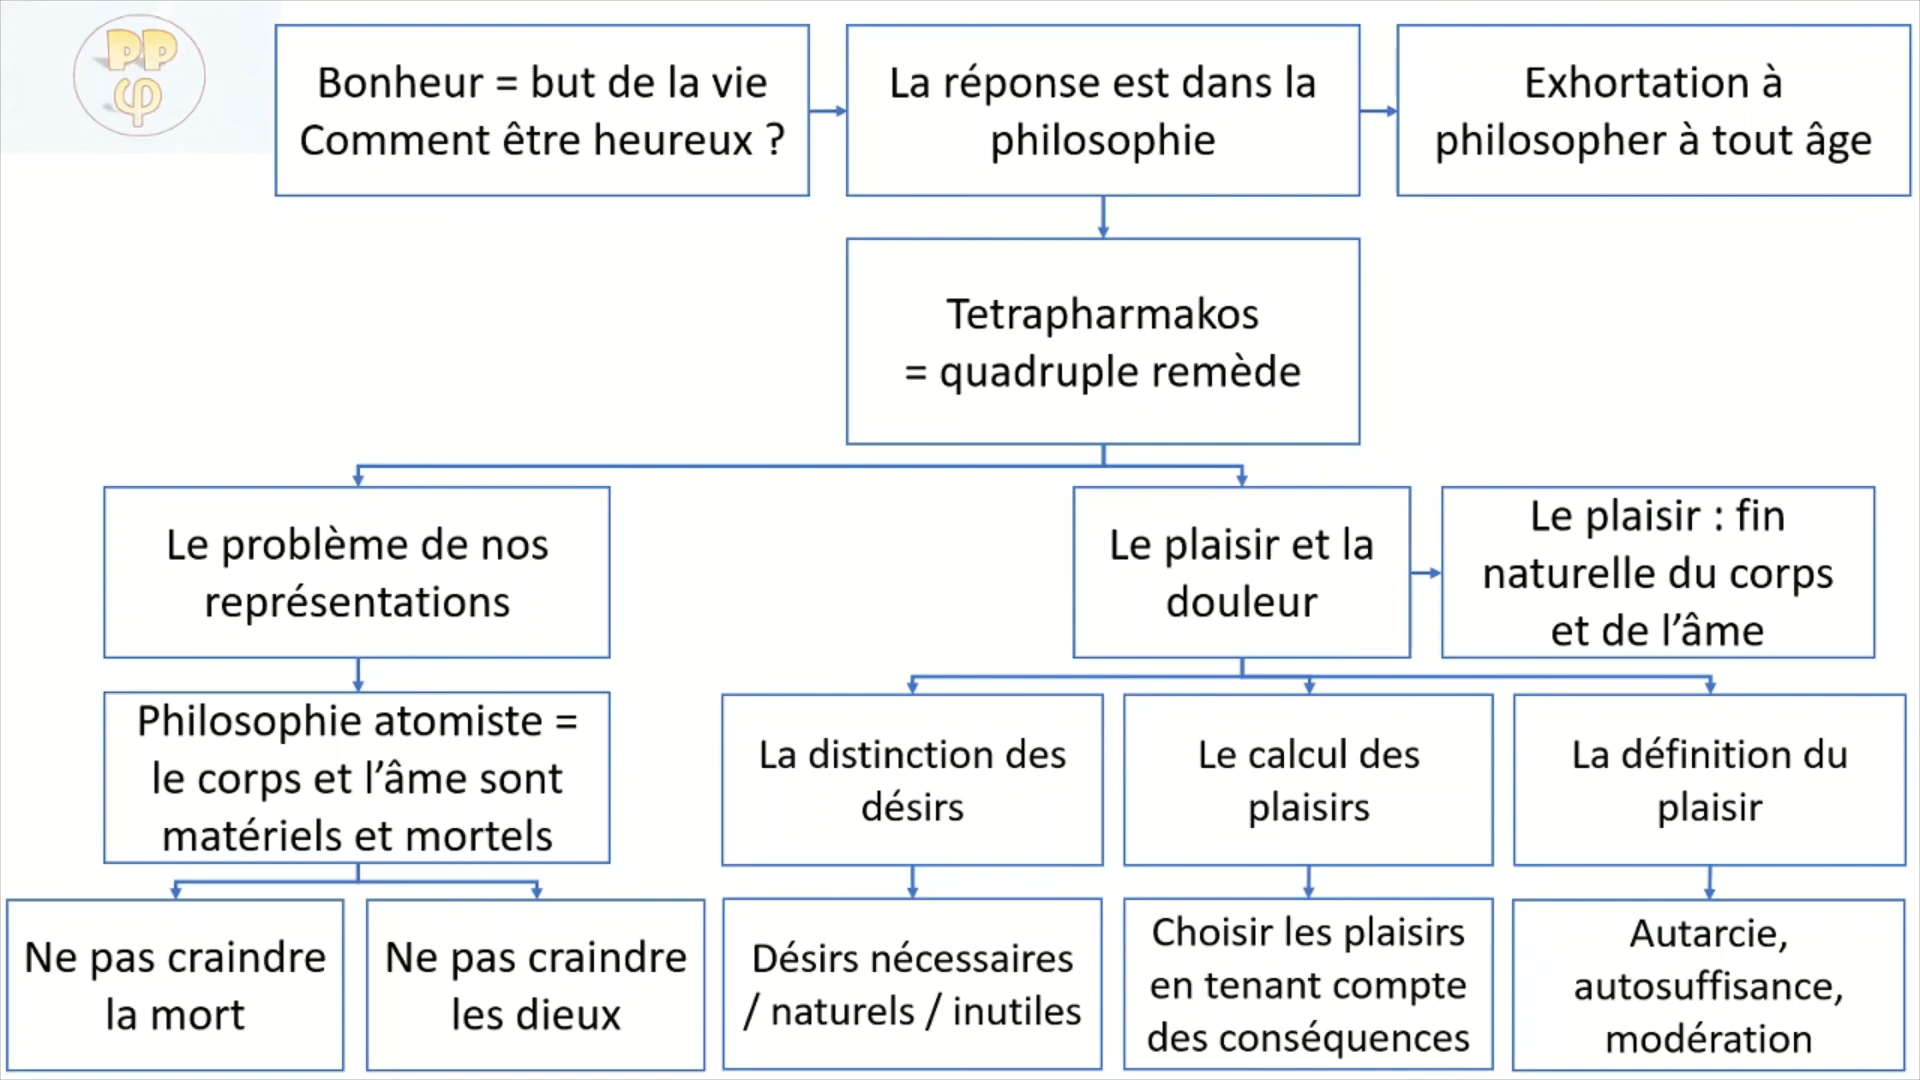 PP
φ
Bonheur = but de la vie
Comment être heureux ?
La réponse est dans la
philosophie
Exhortation à
philosopher à tout âge
Tetrapharmakos
= quadruple remède
Le problème de nos
représentations
Le plaisir et la
douleur
Le plaisir : fin
naturelle du corps
et de l’âme
Philosophie atomiste =
le corps et l’âme sont
matériels et mortels
La distinction des
désirs
Le calcul des
plaisirs
La définition du
plaisir
Ne pas craindre
la mort
Ne pas craindre
les dieux
Désirs nécessaires
/ naturels / inutiles
Choisir les plaisirs
en tenant compte
des conséquences
Autarcie,
autosuffisance,
modération